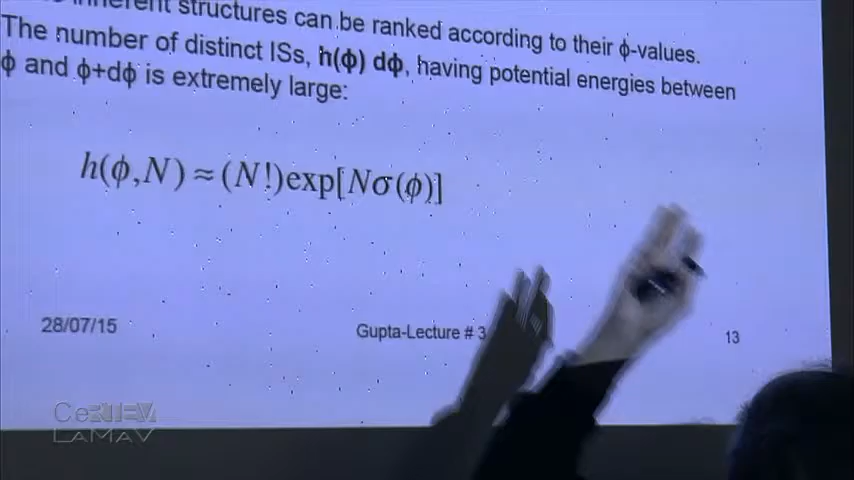 inherent structures can be ranked according to their ϕ-values.
The number of distinct ISs, h(ϕ) dϕ, having potential energies between
ϕ and ϕ+dϕ is extremely large:
h(ϕ,N) ≈ (N!)exp[Nσ(ϕ)]
28/07/15
Gupta-Lecture # 3
13
LAMAV